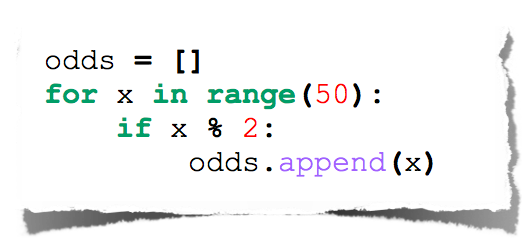 odds = []
for x in range(50):
    if x % 2:
        odds.append(x)